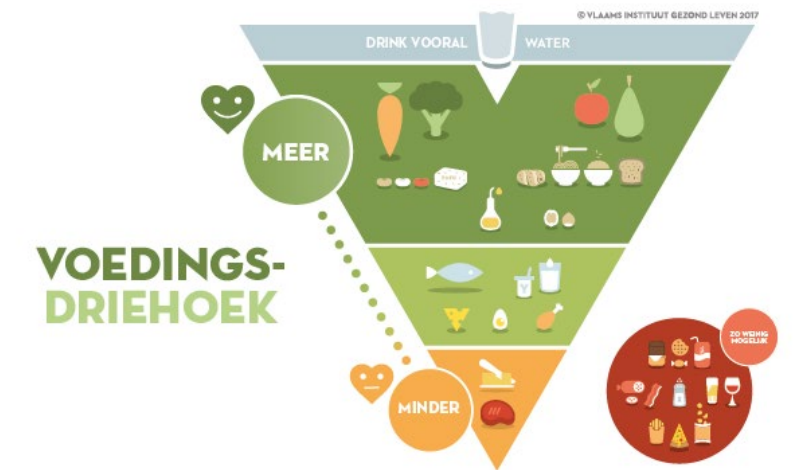 © VLAAMS INSTITUUT GEZOND LEVEN 2017
DRINK VOORAL WATER
MEER
VOEDINGS-
DRIEHOEK
ZO WEINIG
MOGELIJK
MINDER